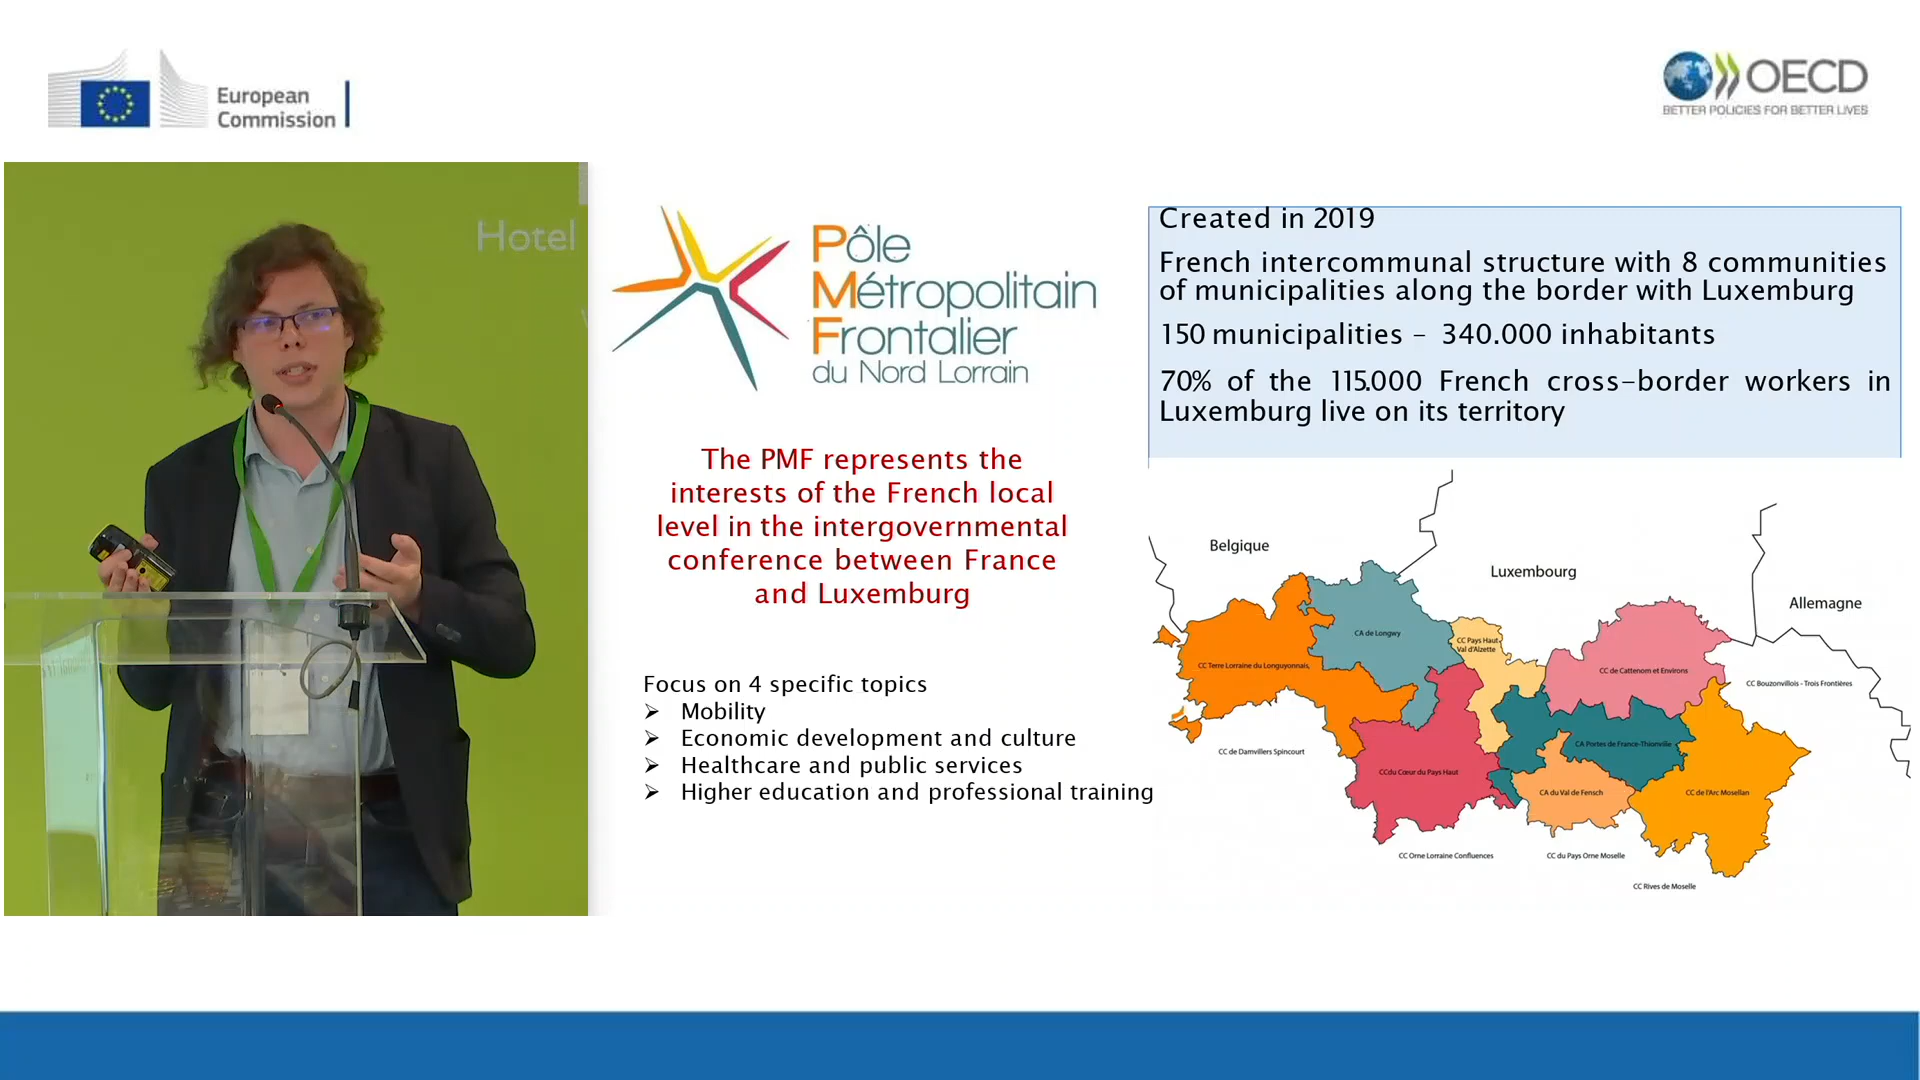 European
Commission
OECD
BETTER POLICIES FOR BETTER LIVES
Hotel
Pôle
Métropolitain
Frontalier
du Nord Lorrain
The PMF represents the
interests of the French local
level in the intergovernmental
conference between France
and Luxemburg
Focus on 4 specific topics
Mobility
Economic development and culture
Healthcare and public services
Higher education and professional training
Created in 2019
French intercommunal structure with 8 communities
of municipalities along the border with Luxemburg
150 municipalities – 340.000 inhabitants
70% of the 115.000 French cross-border workers in
Luxemburg live on its territory
Belgique
Luxembourg
Allemagne
CA de Longwy
CC Pays Haut
Val d'Alzette
CC Terre Lorraine du Longuyonnais,
CC de Cattenom et Environs
CC Bouzonvillois - Trois Frontières
CC de Damvillers Spincourt
CA Portes de France-Thionville
CCdu Cœur du Pays Haut
CA du Val de Fensch
CC de l'Arc Mosellan
CC Orne Lorraine Confluences
CC du Pays Orne Moselle
CC Rives de Moselle